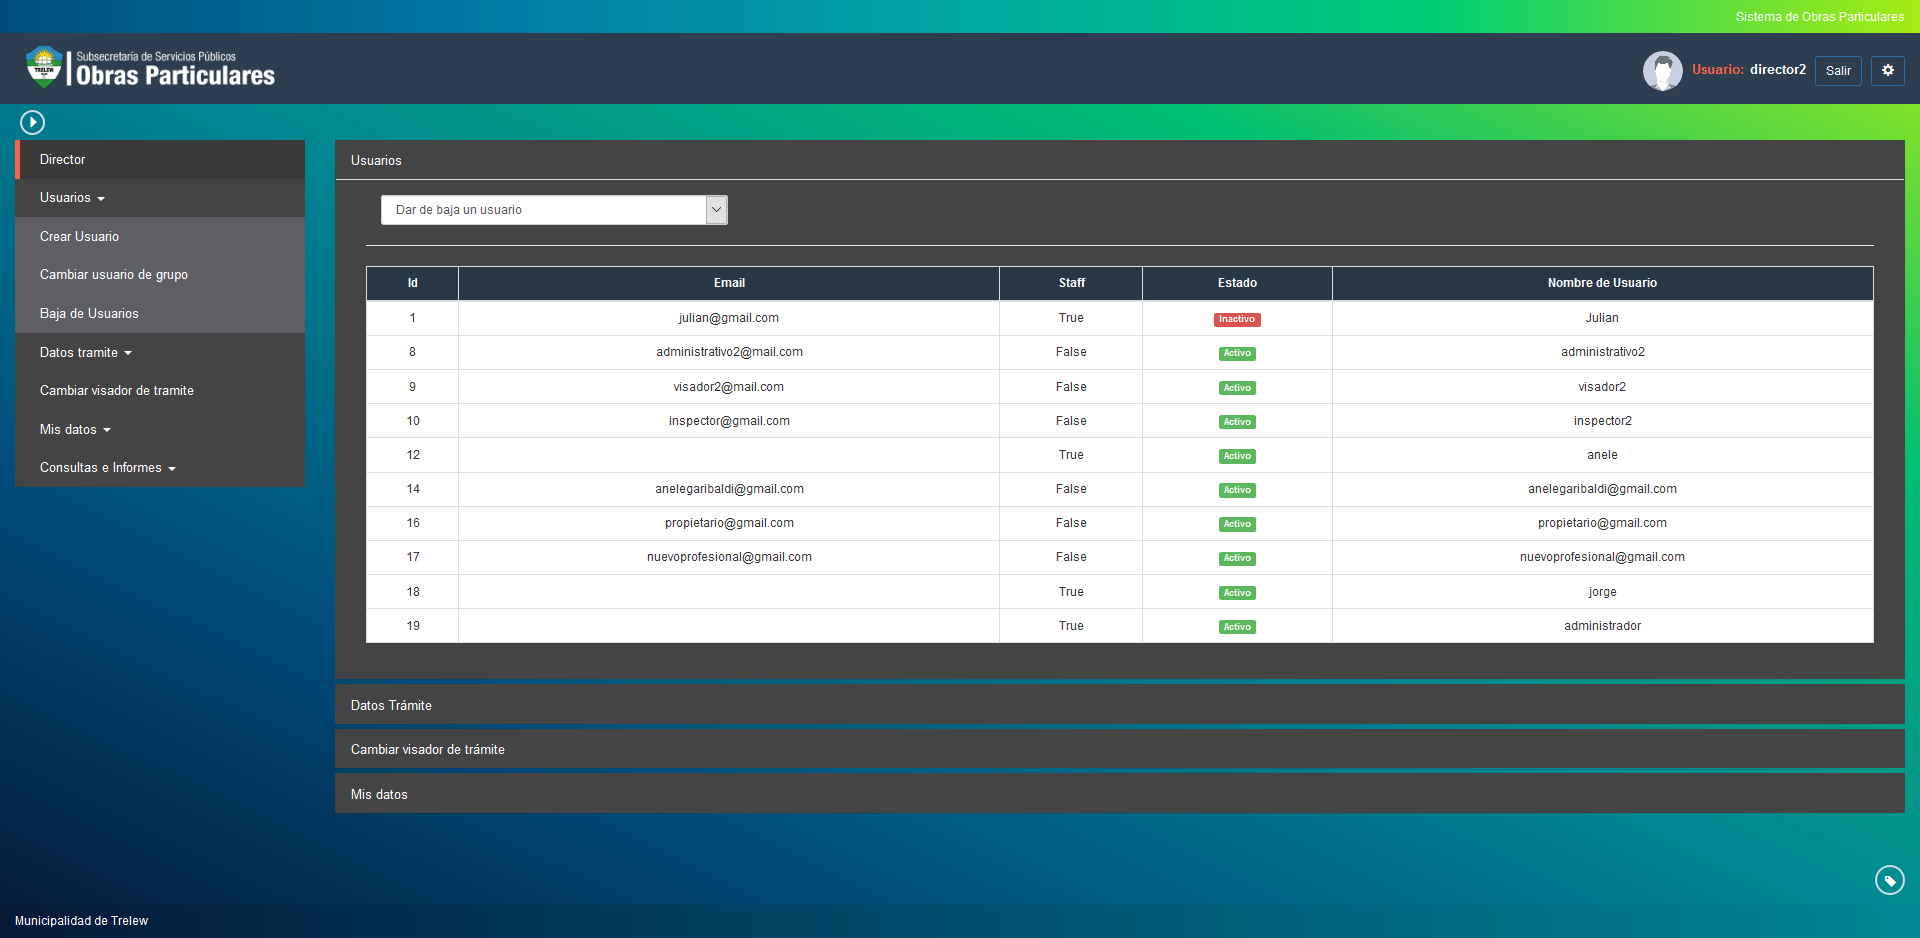 Sistema de Obras Particulares
TRELEW
Subsecretaría de Servicios Públicos
Obras Particulares
Usuario: director2 Salir
Director
Usuarios
Crear Usuario
Cambiar usuario de grupo
Baja de Usuarios
Datos tramite
Cambiar visador de tramite
Mis datos
Consultas e Informes
Usuarios
Dar de baja un usuario
Id Email Staff Estado Nombre de Usuario
1 julian@gmail.com True Inactivo Julian
8 administrativo2@mail.com False Activo administrativo2
9 visador2@mail.com False Activo visador2
10 inspector@gmail.com False Activo inspector2
12 True Activo anele
14 anelegaribaldi@gmail.com False Activo anelegaribaldi@gmail.com
16 propietario@gmail.com False Activo propietario@gmail.com
17 nuevoprofesional@gmail.com False Activo nuevoprofesional@gmail.com
18 True Activo jorge
19 True Activo administrador
Datos Trámite
Cambiar visador de trámite
Mis datos
Municipalidad de Trelew